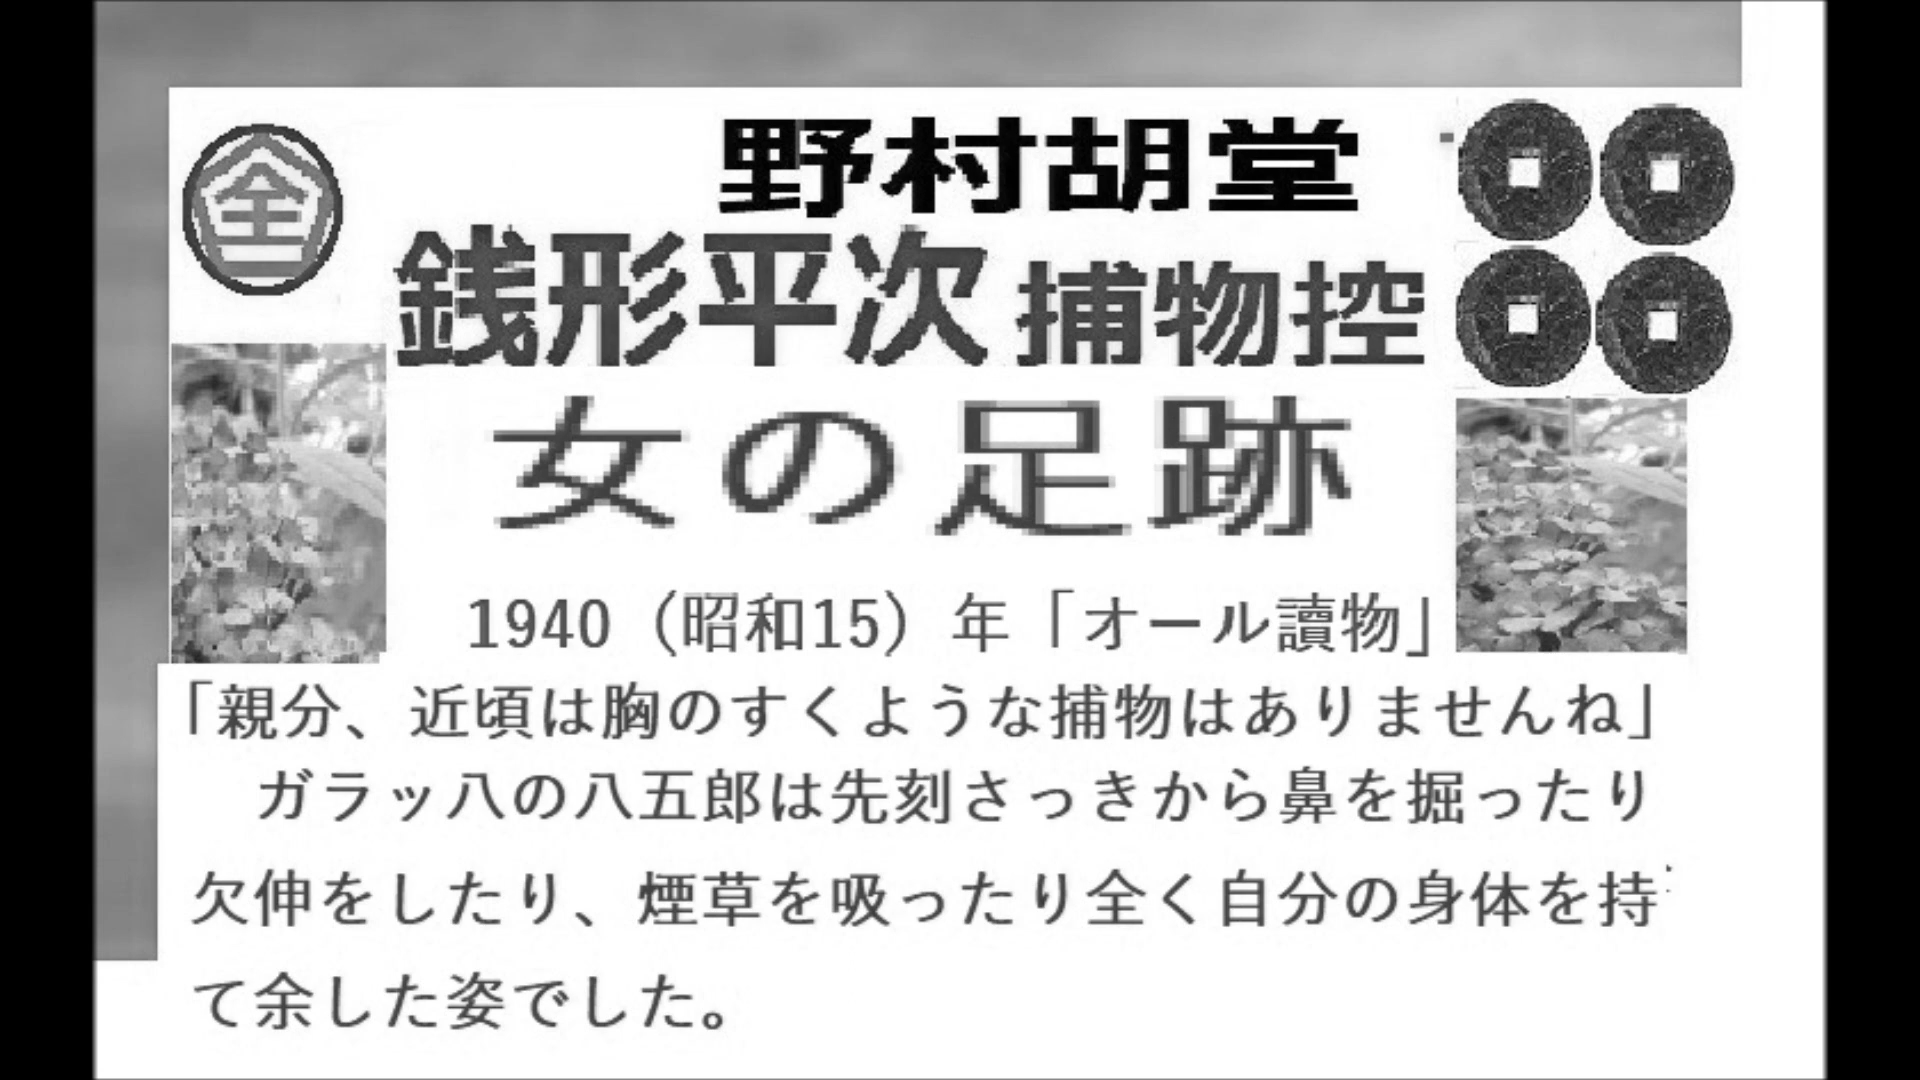 全
野村胡堂
銭形平次 捕物控
女の足跡
1940（昭和15）年「オール讀物」
「親分、近頃は胸のすくような捕物はありませんね」
ガラッ八の八五郎は先刻さっきから鼻を掘ったり
欠伸をしたり、煙草を吸ったり全く自分の身体を持
て余した姿でした。